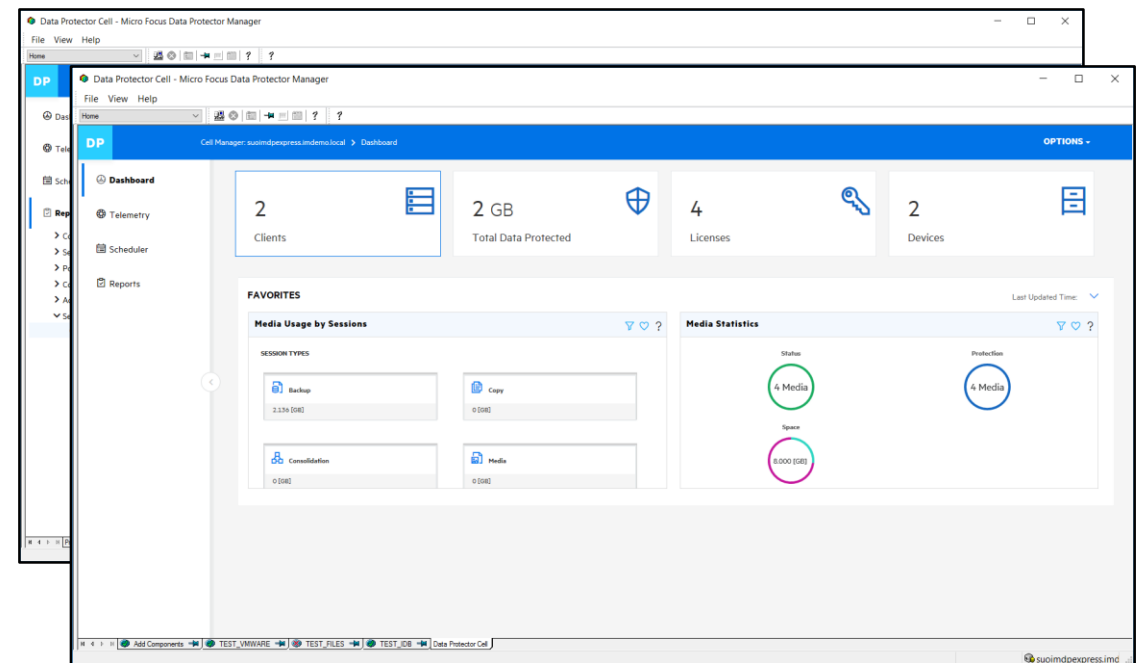 Data Protector Cell - Micro Focus Data Protector Manager
File View Help
Home
? ?
DP
Rep
Data Protector Cell - Micro Focus Data Protector Manager
File View Help
Home
? ?
DP
Cell Manager: suoimdpexpress.imdemo.local > Dashboard
OPTIONS
Dashboard
Telemetry
Scheduler
Reports
2
Clients
2 GB
Total Data Protected
4
Licenses
2
Devices
FAVORITES
Last Updated Time:
Media Usage by Sessions
?
SESSION TYPES
Backup
2.136 [GB]
Copy
0 [GB]
Consolidation
0 [GB]
Media
0 [GB]
Media Statistics
?
Status
4 Media
Protection
4 Media
Space
8.000 [GB]
Add Components TEST_VMWARE TEST_FILES TEST_IDB Data Protector Cell
suoimdpexpress.imd